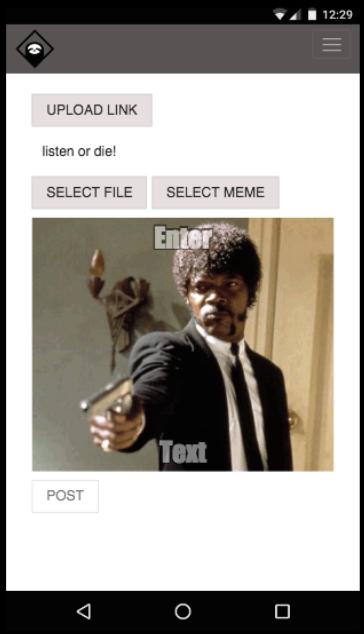 12:29
UPLOAD LINK
listen or die!
SELECT FILE SELECT MEME
Enter
Text
POST